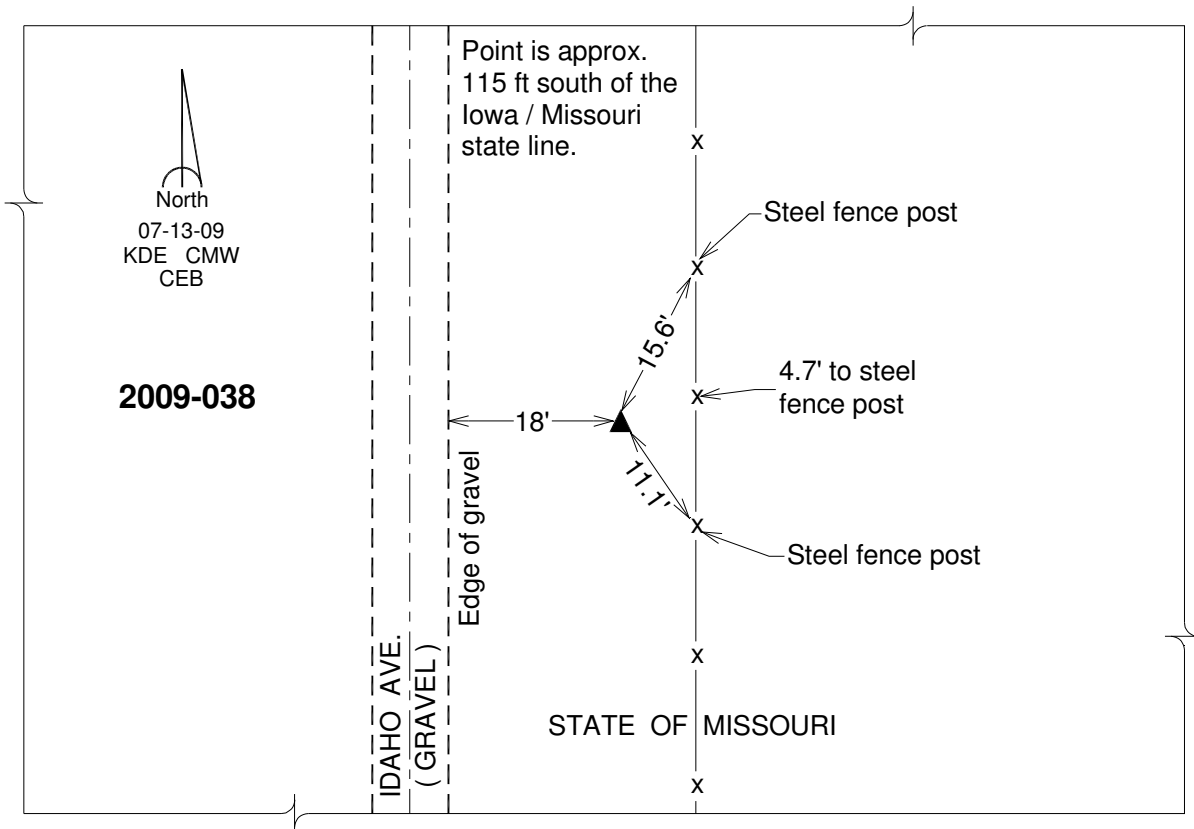 Point is approx.
115 ft south of the
Iowa / Missouri
state line.
x
North
07-13-09
KDE CMW
CEB
Steel fence post
x
15.6'
2009-038
4.7' to steel
fence post
x
18'
11.1'
Edge of gravel
x
Steel fence post
x
IDAHO AVE.
( GRAVEL )
STATE OF MISSOURI
x